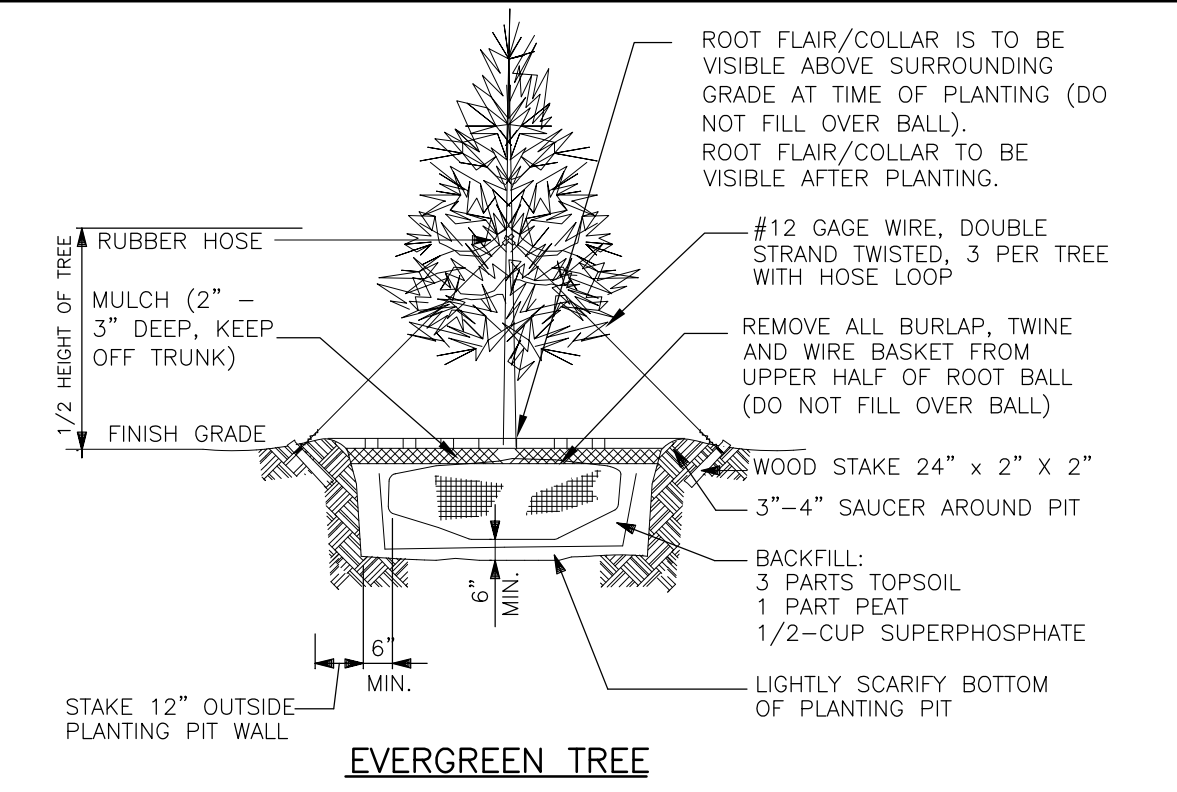 ROOT FLAIR/COLLAR IS TO BE
VISIBLE ABOVE SURROUNDING
GRADE AT TIME OF PLANTING (DO
NOT FILL OVER BALL).
ROOT FLAIR/COLLAR TO BE
VISIBLE AFTER PLANTING.
#12 GAGE WIRE, DOUBLE
STRAND TWISTED, 3 PER TREE
WITH HOSE LOOP
RUBBER HOSE
1/2 HEIGHT OF TREE
MULCH (2" –
3" DEEP, KEEP
OFF TRUNK)
REMOVE ALL BURLAP, TWINE
AND WIRE BASKET FROM
UPPER HALF OF ROOT BALL
(DO NOT FILL OVER BALL)
FINISH GRADE
WOOD STAKE 24" x 2" X 2"
3"–4" SAUCER AROUND PIT
BACKFILL:
3 PARTS TOPSOIL
1 PART PEAT
1/2–CUP SUPERPHOSPHATE
6"
MIN.
6"
MIN.
LIGHTLY SCARIFY BOTTOM
OF PLANTING PIT
STAKE 12" OUTSIDE
PLANTING PIT WALL
EVERGREEN TREE